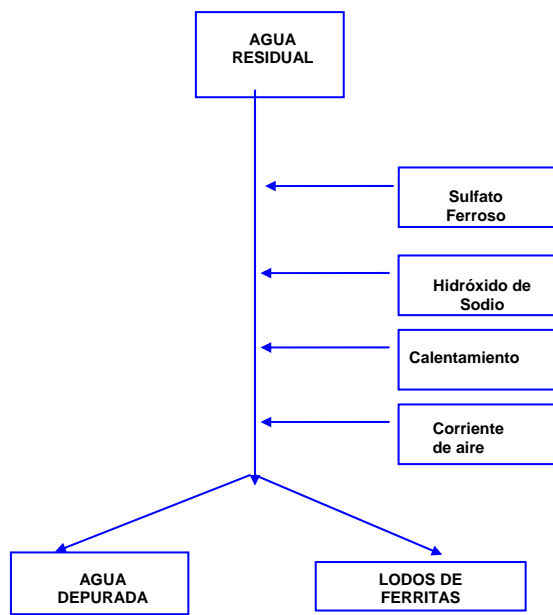 AGUA
RESIDUAL
Sulfato
Ferroso
Hidróxido de
Sodio
Calentamiento
Corriente
de aire
AGUA
DEPURADA
LODOS DE
FERRITAS